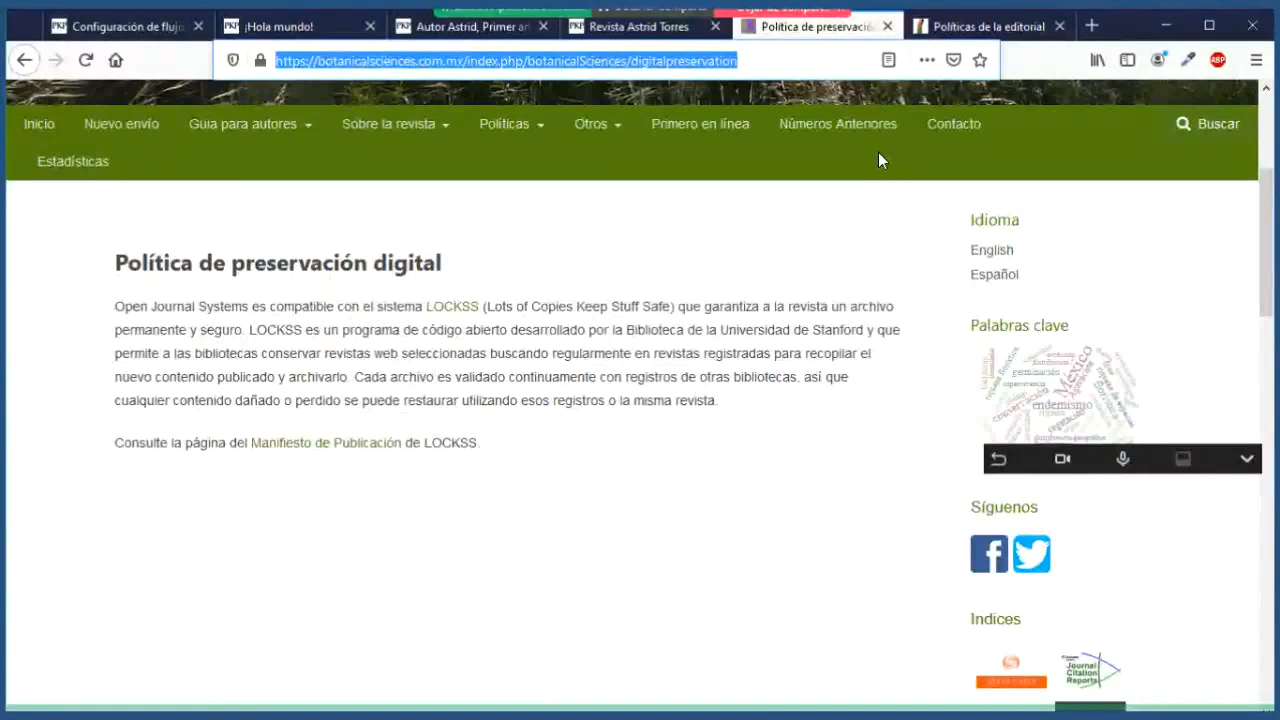 Configuración de fluj
¡Hola mundo!
Autor Astrid, Primer ar
Revista Astrid Torres
Política de preservació
Políticas de la editorial
https://botanicalsciences.com.mx/index.php/botanicalSciences/digitalpreservation
ABP
Inicio
Nuevo envío
Guia para autores
Sobre la revista
Políticas
Otros
Primero en línea
Números Anteriores
Contacto
Buscar
Estadísticas
Idioma
English
Español
Política de preservación digital
Open Journal Systems es compatible con el sistema LOCKSS (Lots of Copies Keep Stuff Safe) que garantiza a la revista un archivo
permanente y seguro. LOCKSS es un programa de código abierto desarrollado por la Biblioteca de la Universidad de Stanford y que
permite a las bibliotecas conservar revistas web seleccionadas buscando regularmente en revistas registradas para recopilar el
nuevo contenido publicado y archivarlo. Cada archivo es validado continuamente con registros de otras bibliotecas, así que
cualquier contenido dañado o perdido se puede restaurar utilizando esos registros o la misma revista.
Consulte la página del Manifiesto de Publicación de LOCKSS.
Palabras clave
México
germinación
endemismo
conservación
Síguenos
Indices
Journal
Citation
Reports